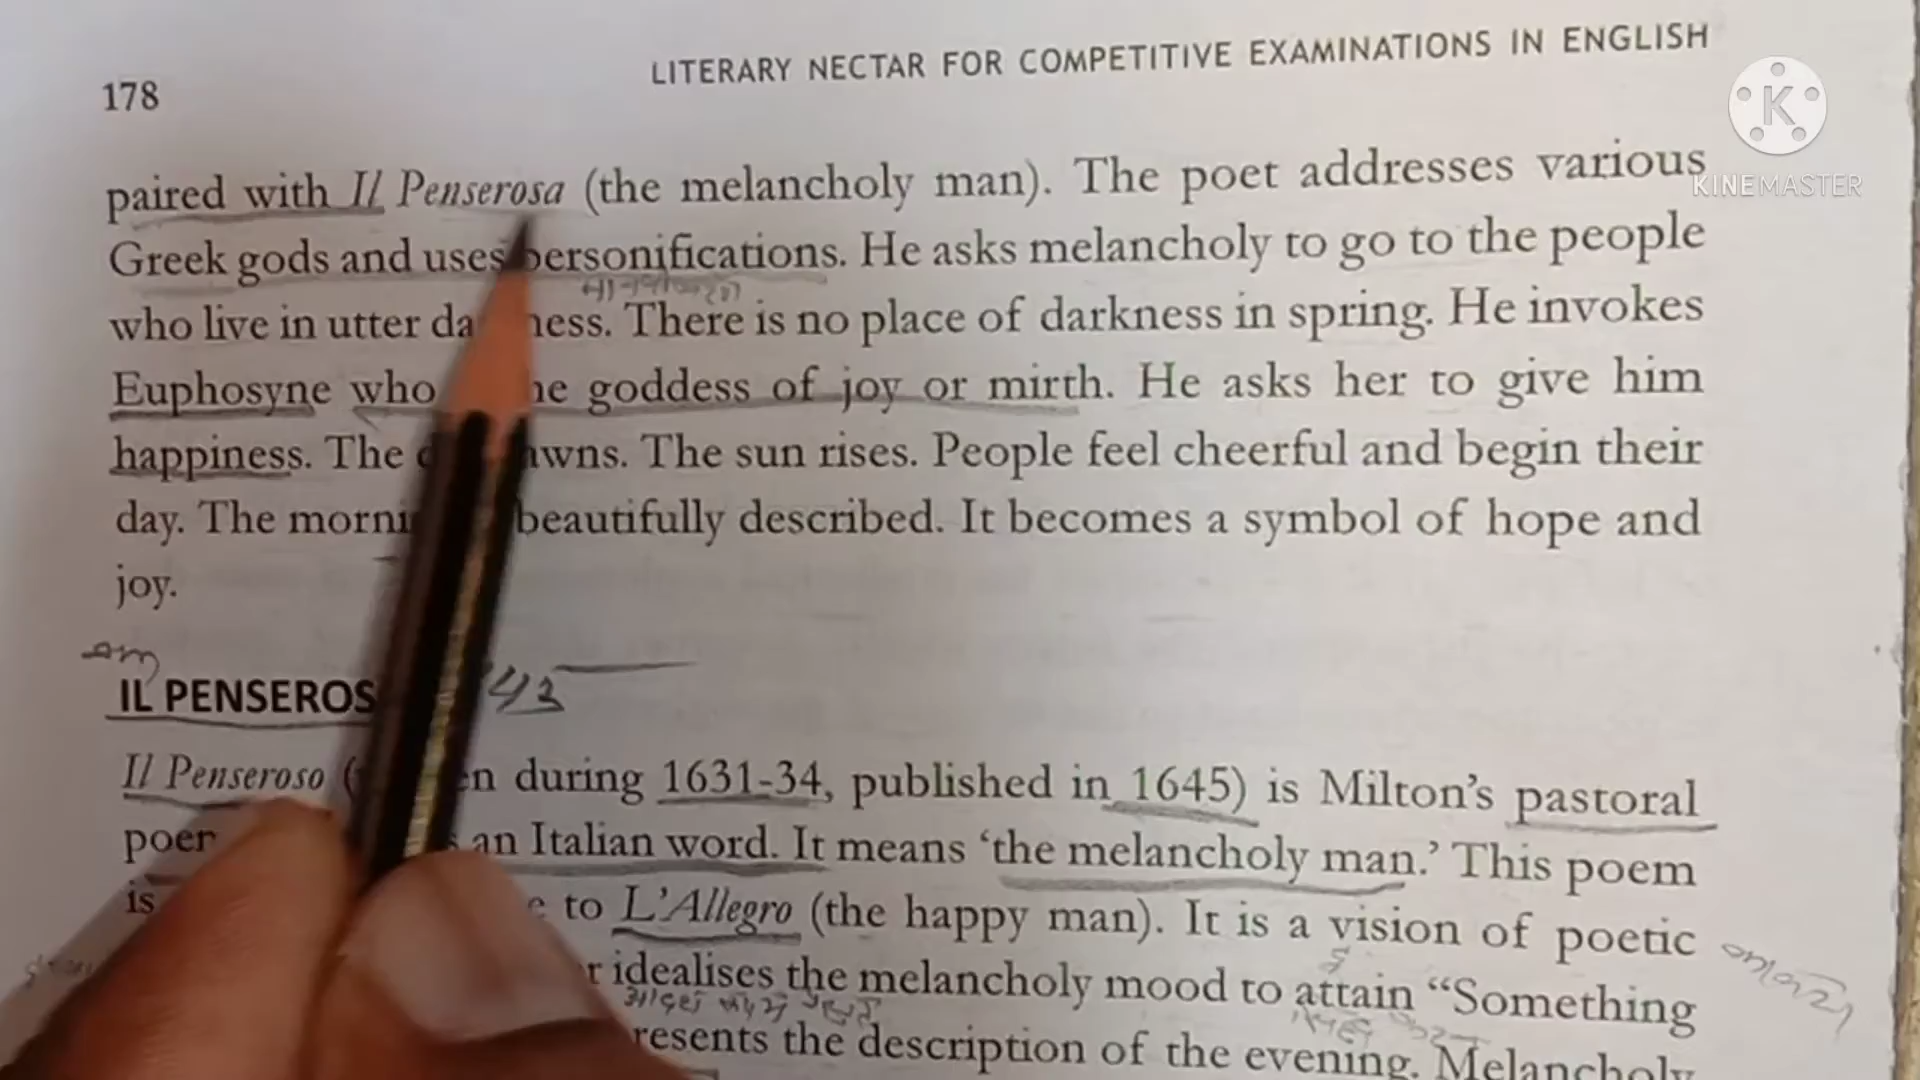 LITERARY NECTAR FOR COMPETITIVE EXAMINATIONS IN ENGLISH
178
K
KINEMASTER
paired with Il Penserosa (the melancholy man). The poet addresses various
Greek gods and uses personifications. He asks melancholy to go to the people
who live in utter ness. There is no place of darkness in spring. He invokes
Euphosyne who goddess of joy or mirth. He asks her to give him
happiness. The wns. The sun rises. People feel cheerful and begin their
day. The morni beautifully described. It becomes a symbol of hope and
joy.
IL PENSEROS
Il Penseroso ( en during 1631-34, published in 1645) is Milton's pastoral
an Italian word. It means 'the melancholy man.' This poem
is to L'Allegro (the happy man). It is a vision of poetic
idealises the melancholy mood to attain "Something
resents the description of the evening. Melancholy